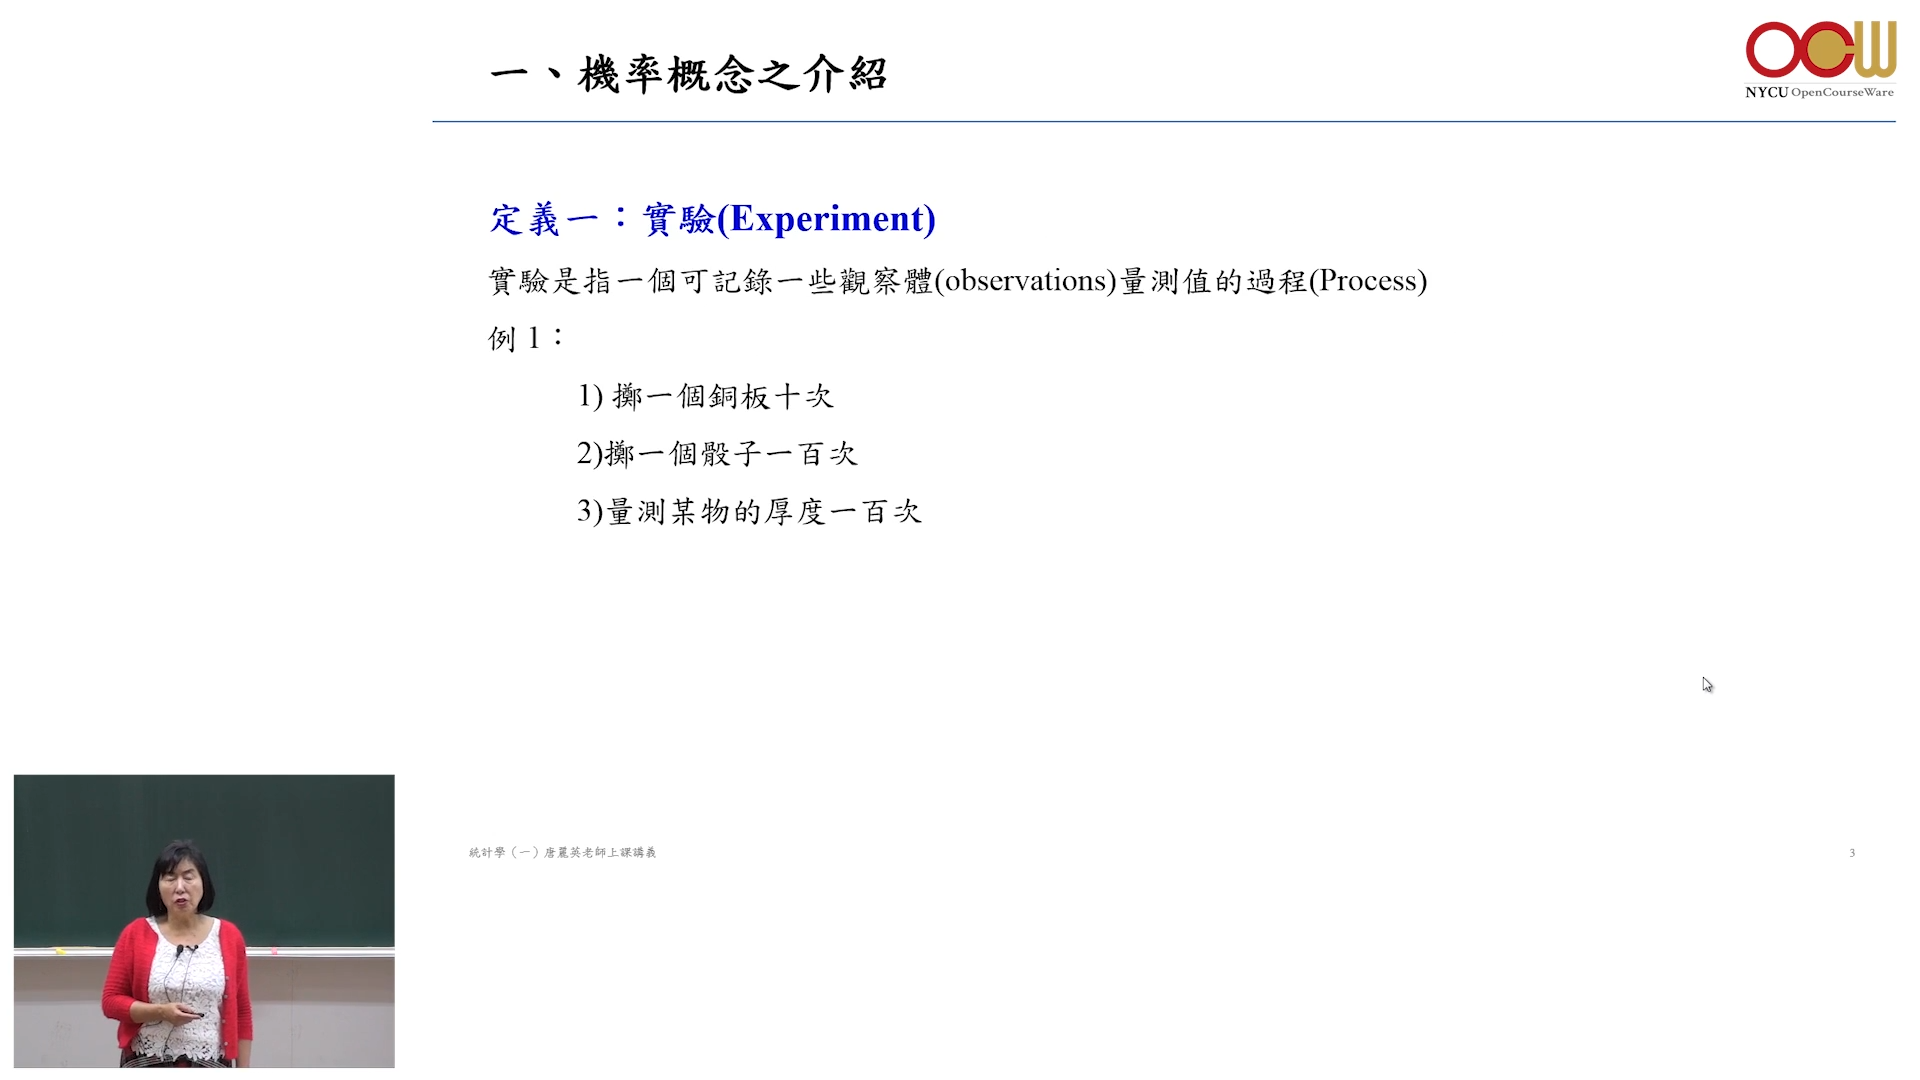 一、機率概念之介紹
OCW
NYCU OpenCourseWare
定義一：實驗(Experiment)
實驗是指一個可記錄一些觀察體(observations)量測值的過程(Process)
例 1：
1) 擲一個銅板十次
2)擲一個骰子一百次
3)量測某物的厚度一百次
統計學（一）唐麗英老師上課講義
3